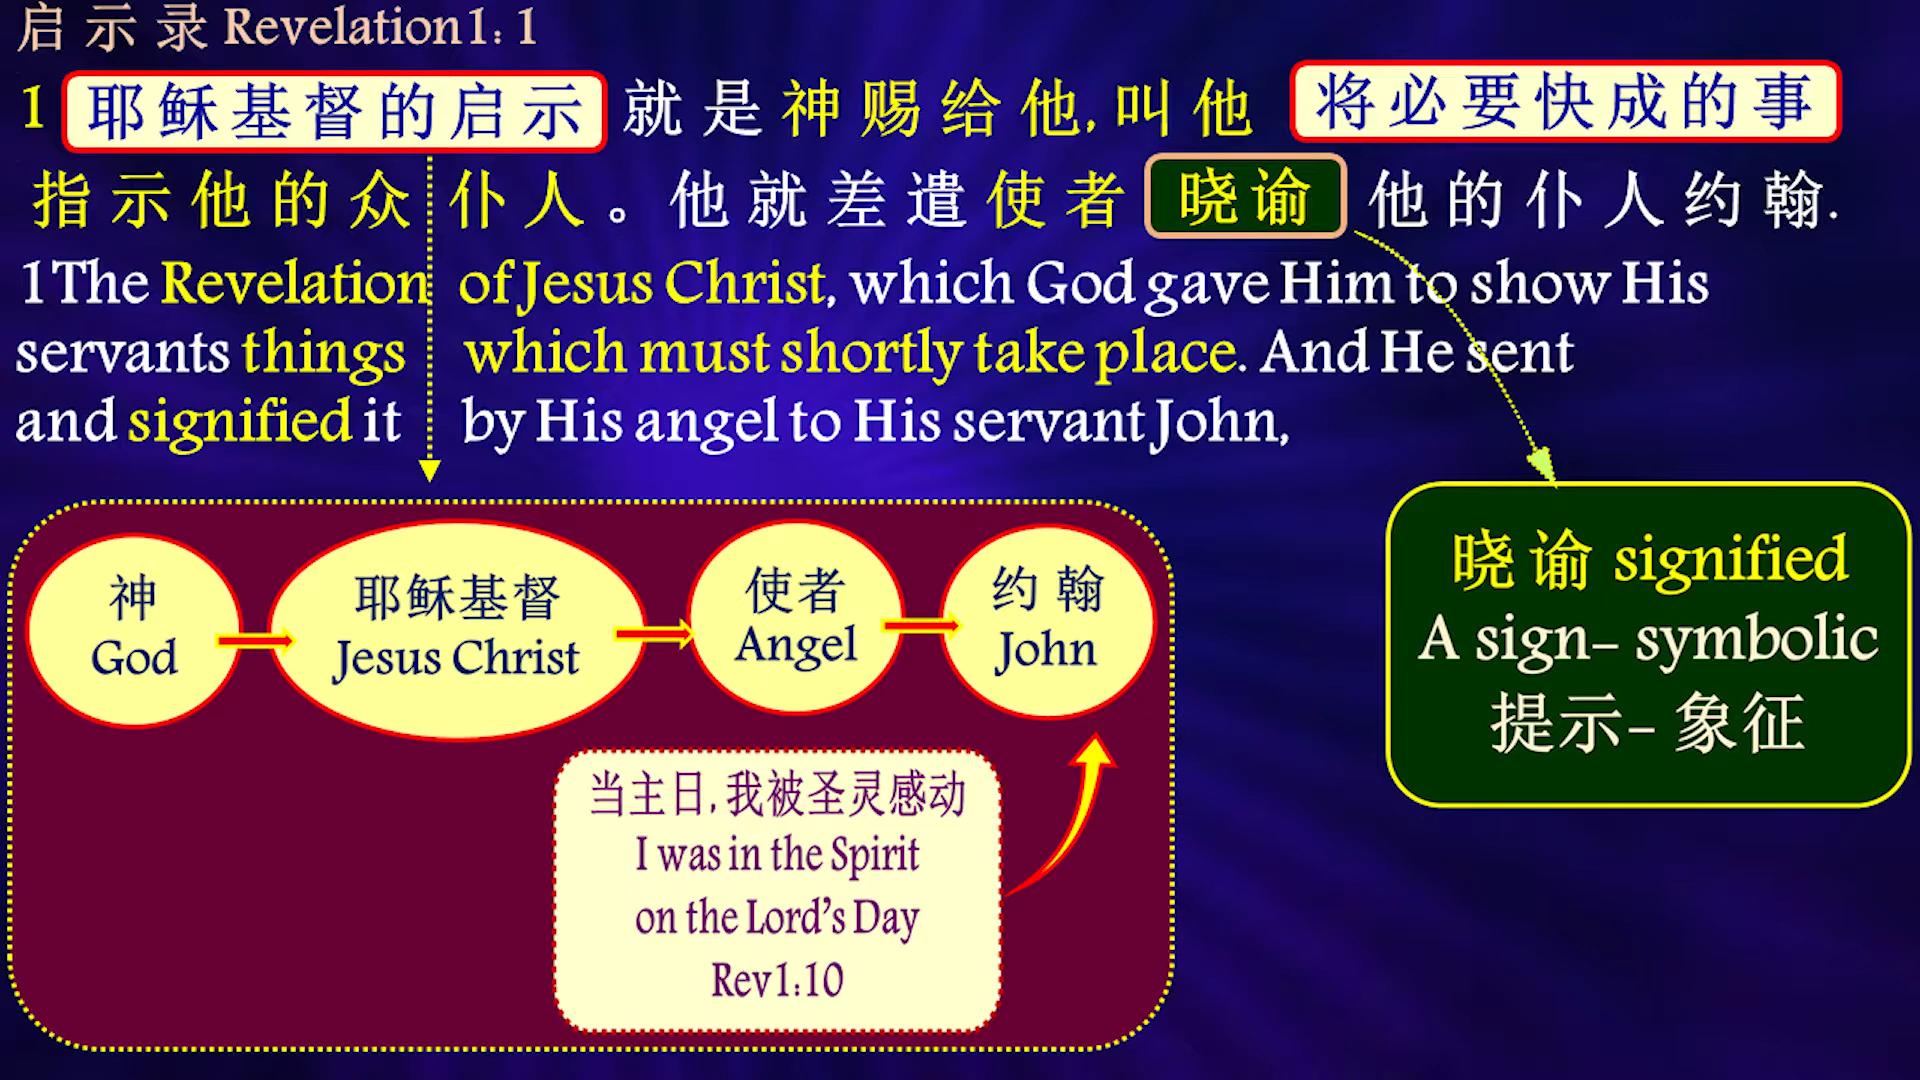 启示录 Revelation1: 1
1 耶稣基督的启示 就是神赐给他,叫他 将必要快成的事
指示他的众仆人。他就差遣使者 晓谕 他的仆人约翰.
1The Revelation of Jesus Christ, which God gave Him to show His
servants things which must shortly take place. And He sent
and signified it by His angel to His servant John,
神
God
耶稣基督
Jesus Christ
使者
Angel
约翰
John
当主日,我被圣灵感动
I was in the Spirit
on the Lord’s Day
Rev1:10
晓谕 signified
A sign– symbolic
提示– 象征